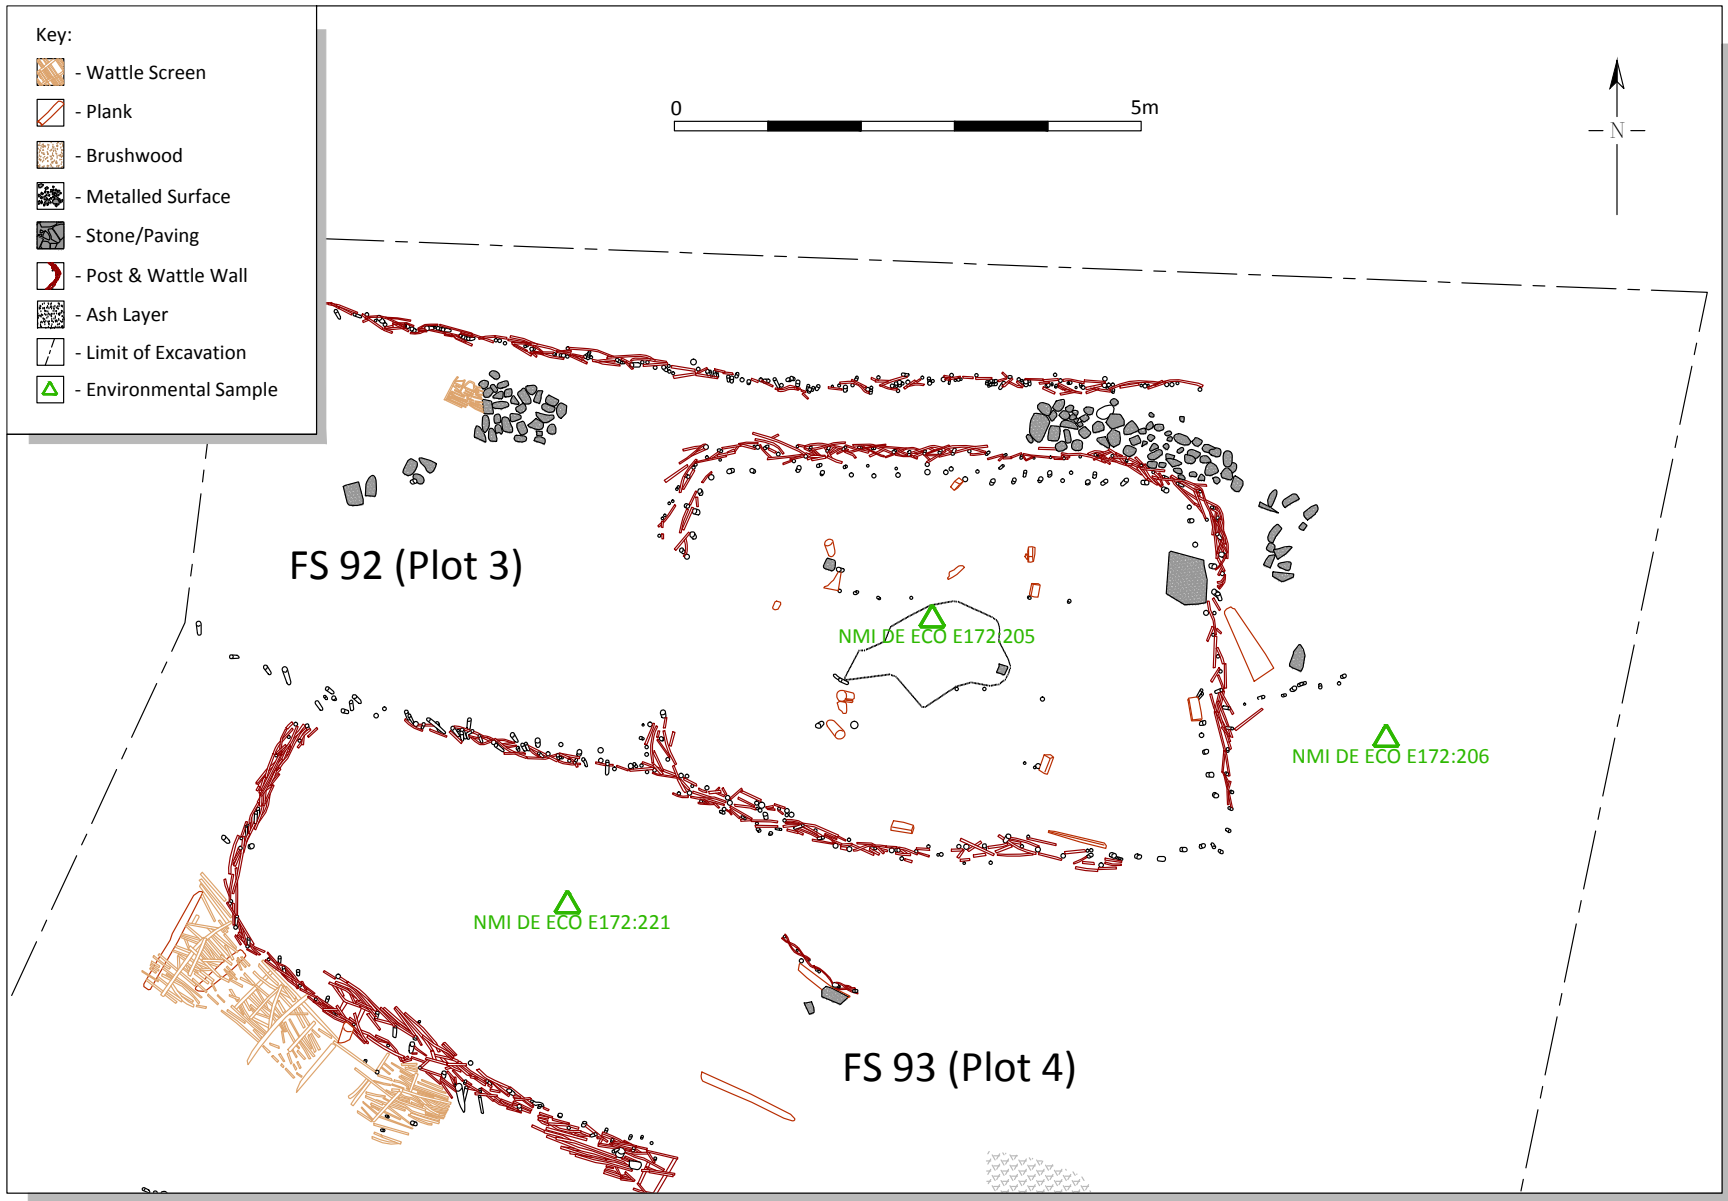 Key:
- Wattle Screen
- Plank
- Brushwood
- Metalled Surface
- Stone/Paving
- Post & Wattle Wall
- Ash Layer
- Limit of Excavation
- Environmental Sample
0 5m
N
FS 92 (Plot 3)
NMI DE ECO E172:205
NMI DE ECO E172:206
NMI DE ECO E172:221
FS 93 (Plot 4)